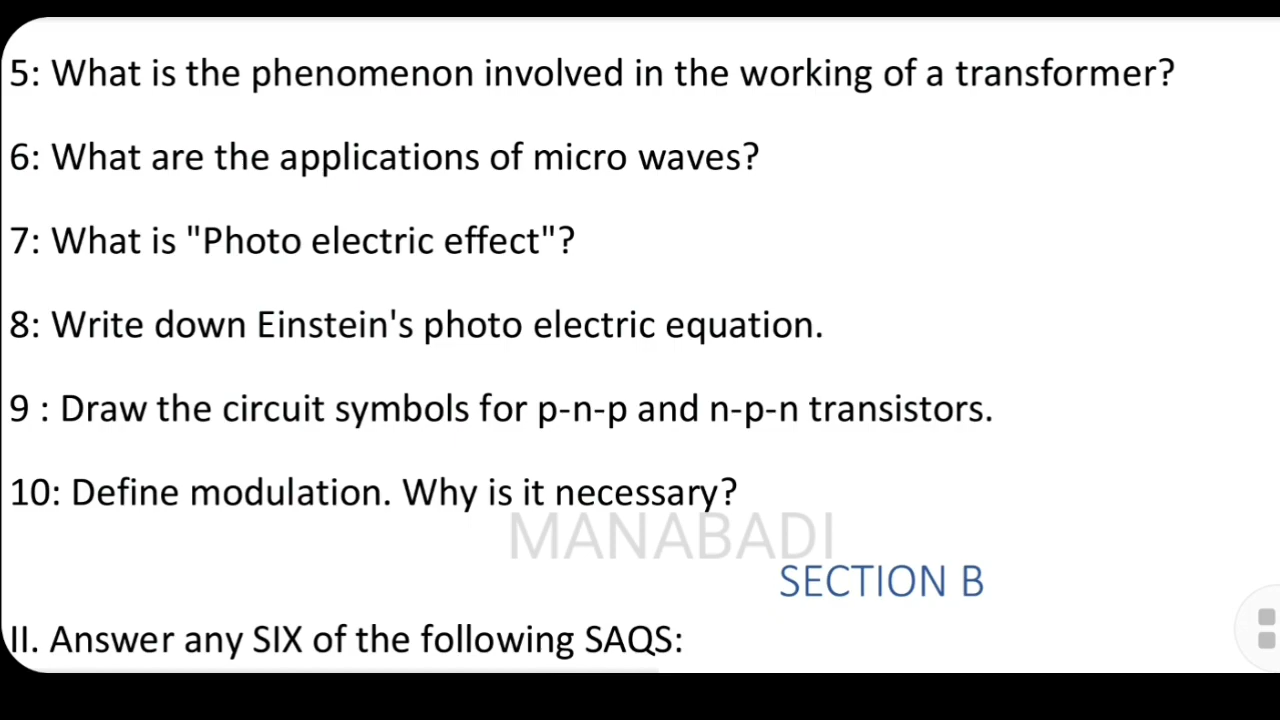 5: What is the phenomenon involved in the working of a transformer?
6: What are the applications of micro waves?
7: What is "Photo electric effect"?
8: Write down Einstein's photo electric equation.
9 : Draw the circuit symbols for p-n-p and n-p-n transistors.
10: Define modulation. Why is it necessary?
MANABADI
SECTION B
II. Answer any SIX of the following SAQS: